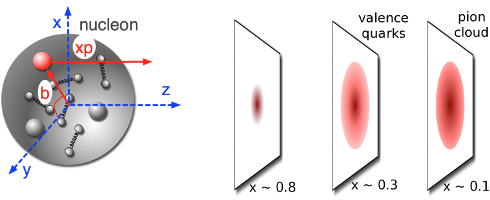 nucleon
x
xp
z
b
y
valence
quarks
pion
cloud
x ~ 0.8
x ~ 0.3
x ~ 0.1